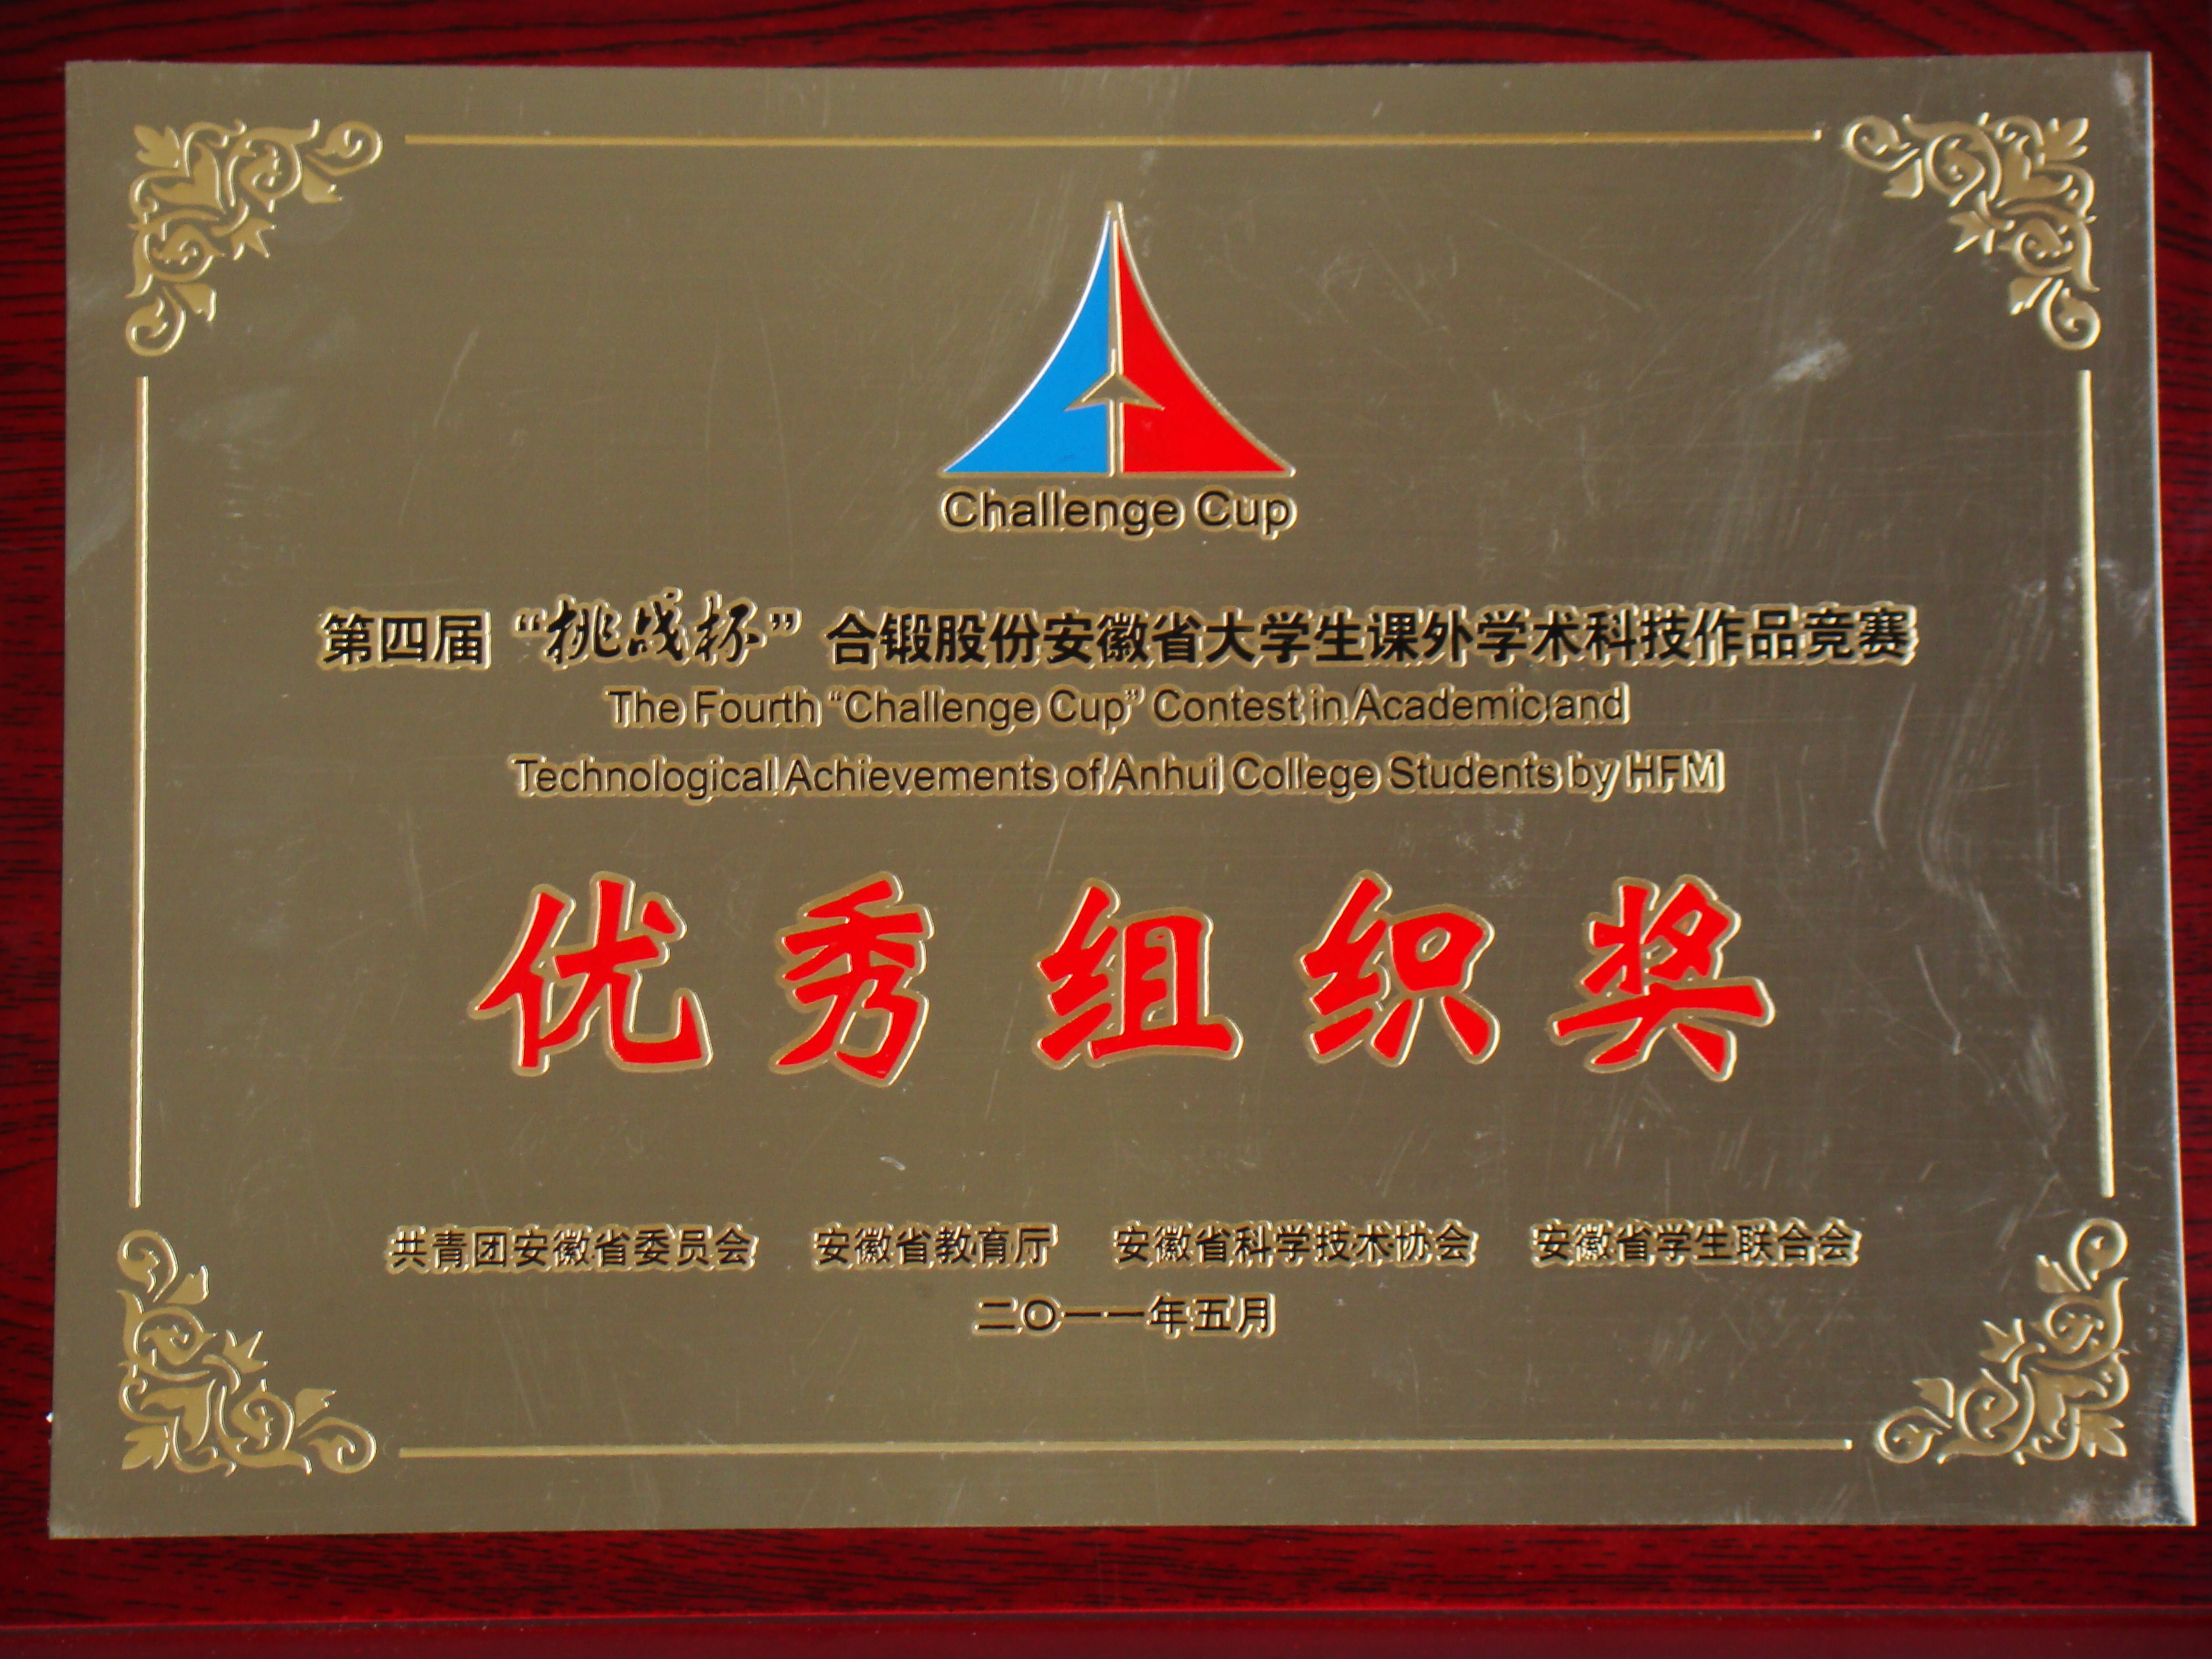 Challenge Cup
第四届“挑战杯”合锻股份安徽省大学生课外学术科技作品竞赛
The Fourth “Challenge Cup” Contest in Academic and
Technological Achievements of Anhui College Students by HFM
优秀组织奖
共青团安徽省委员会 安徽省教育厅 安徽省科学技术协会 安徽省学生联合会
二〇一一年五月